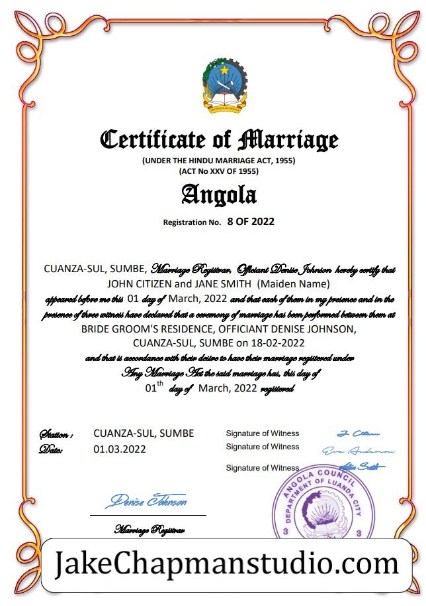 Certificate of Marriage
(UNDER THE HINDU MARRIAGE ACT, 1955)
(ACT No XXV OF 1955)
Angola
Registration No. 8 OF 2022
CUANZA-SUL, SUMBE, Marriage Registrar. Officiant Denise Johnson hereby certify that
JOHN CITIZEN and JANE SMITH (Maiden Name)
appeared before me this 01 day of March, 2022 and that each of them in my presence and in the
presence of three witness have declared that a ceremony of marriage has been performed between them at
BRIDE GROOM'S RESIDENCE, OFFICIANT DENISE JOHNSON,
CUANZA-SUL, SUMBE on 18-02-2022
and that is accordance with their desire to have their marriage registered under
Any Marriage Act the said marriage has, this day of
01th day of March, 2022 registered
Station : CUANZA-SUL, SUMBE
Date: 01.03.2022
Signature of Witness J. Citizen
Signature of Witness
Signature of Witness
Denise Johnson
Marriage Registrar
ANGOLA COUNCIL
DEPARTMENT OF LUANDA CITY
3 3
JakeChapmanstudio.com